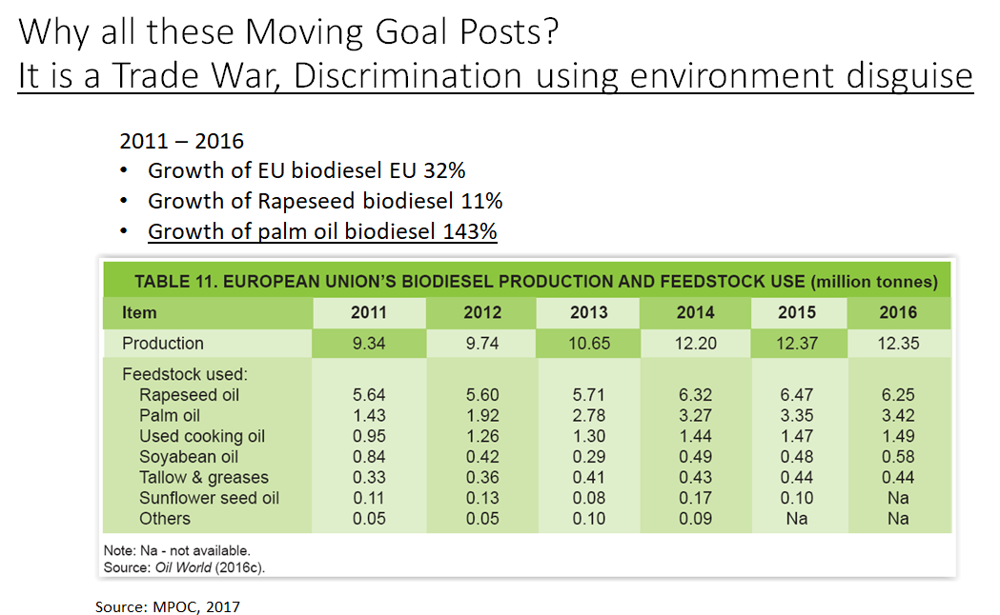 Why all these Moving Goal Posts?
It is a Trade War, Discrimination using environment disguise
2011 – 2016
• Growth of EU biodiesel EU 32%
• Growth of Rapeseed biodiesel 11%
• Growth of palm oil biodiesel 143%
TABLE 11. EUROPEAN UNION'S BIODIESEL PRODUCTION AND FEEDSTOCK USE (million tonnes)
Item 2011 2012 2013 2014 2015 2016
Production 9.34 9.74 10.65 12.20 12.37 12.35
Feedstock used:
Rapeseed oil 5.64 5.60 5.71 6.32 6.47 6.25
Palm oil 1.43 1.92 2.78 3.27 3.35 3.42
Used cooking oil 0.95 1.26 1.30 1.44 1.47 1.49
Soyabean oil 0.84 0.42 0.29 0.49 0.48 0.58
Tallow & greases 0.33 0.36 0.41 0.43 0.44 0.44
Sunflower seed oil 0.11 0.13 0.08 0.17 0.10 Na
Others 0.05 0.05 0.10 0.09 Na Na
Note: Na - not available.
Source: Oil World (2016c).
Source: MPOC, 2017